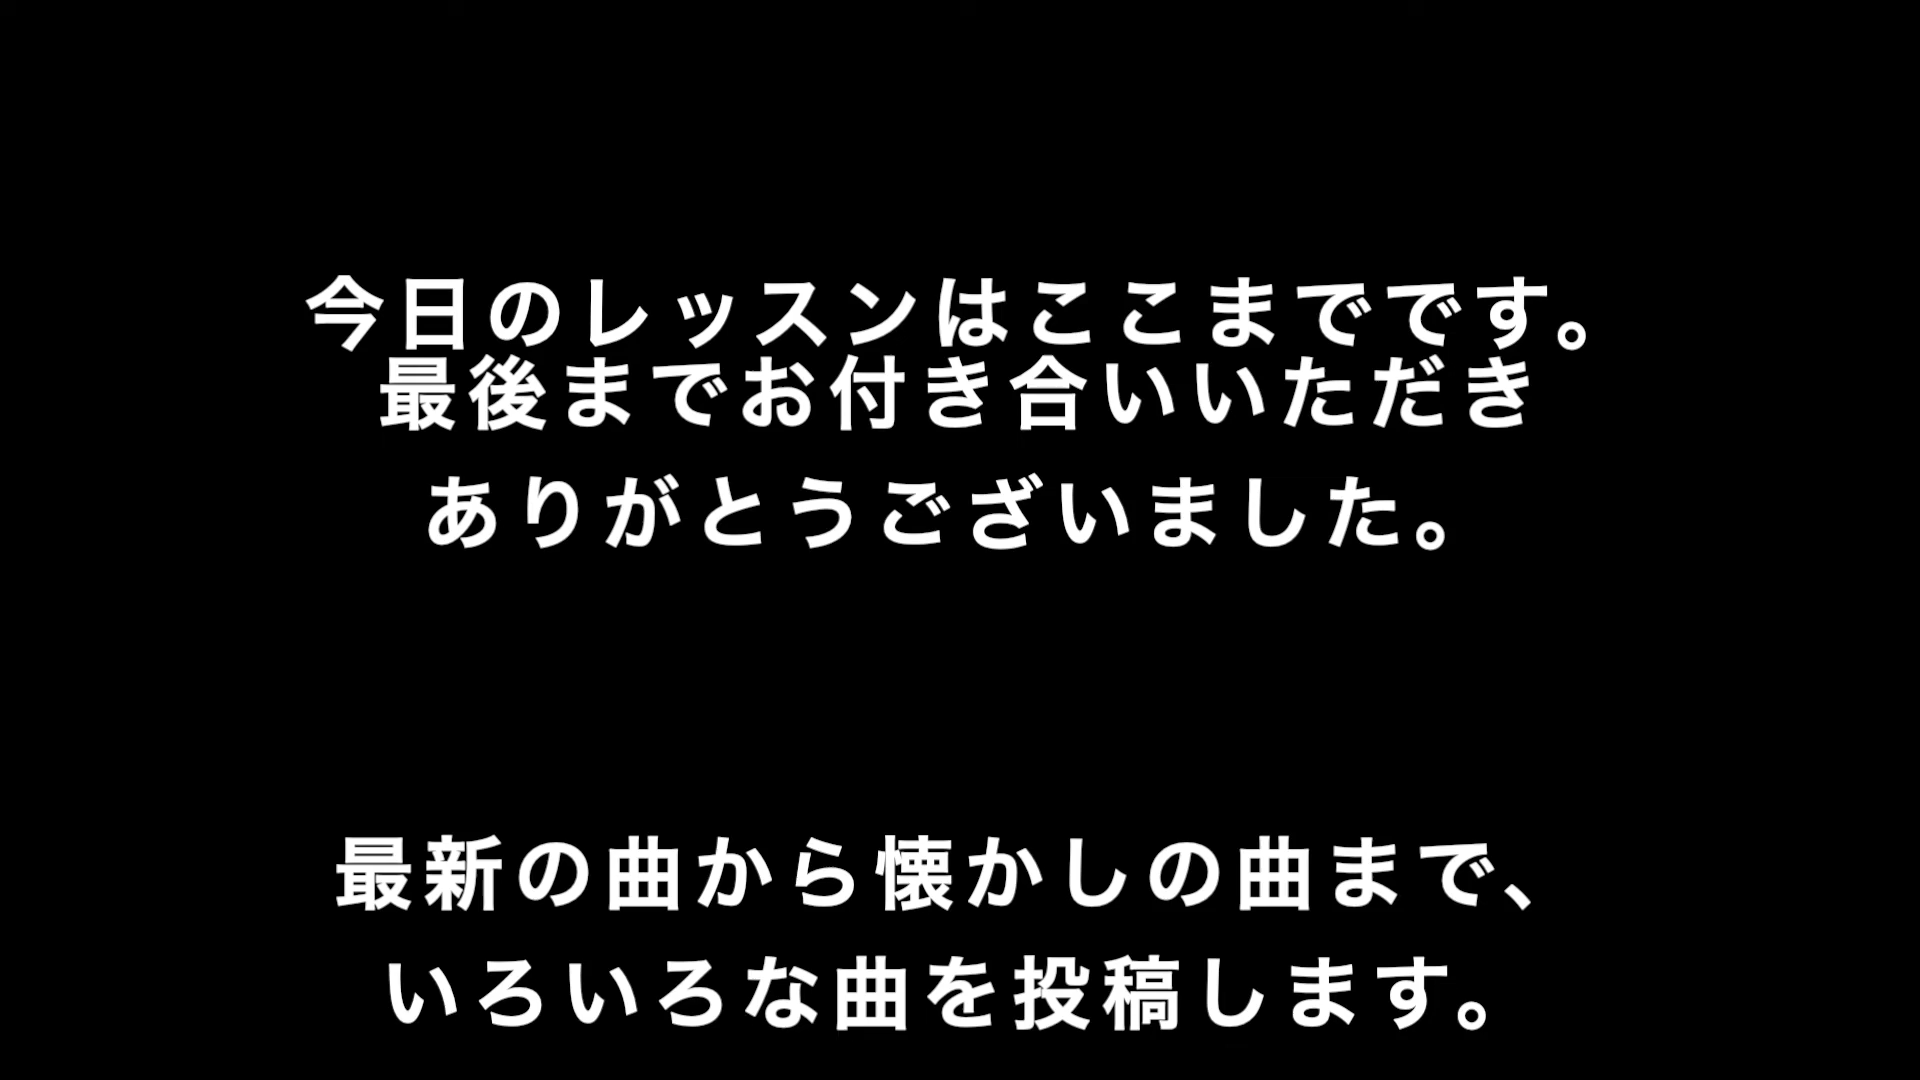 今日のレッスンはここまでです。
最後までお付き合いいただき
ありがとうございました。
最新の曲から懐かしの曲まで、
いろいろな曲を投稿します。